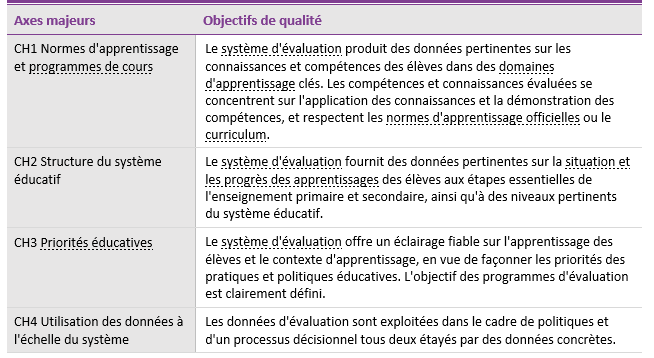 Axes majeurs
Objectifs de qualité
CH1 Normes d'apprentissage
et programmes de cours
Le système d'évaluation produit des données pertinentes sur les
connaissances et compétences des élèves dans des domaines
d'apprentissage clés. Les compétences et connaissances évaluées se
concentrent sur l'application des connaissances et la démonstration des
compétences, et respectent les normes d'apprentissage officielles ou le
curriculum.
CH2 Structure du système
éducatif
Le système d'évaluation fournit des données pertinentes sur la situation et
les progrès des apprentissages des élèves aux étapes essentielles de
l'enseignement primaire et secondaire, ainsi qu'à des niveaux pertinents
du système éducatif.
CH3 Priorités éducatives
Le système d'évaluation offre un éclairage fiable sur l'apprentissage des
élèves et le contexte d'apprentissage, en vue de façonner les priorités des
pratiques et politiques éducatives. L'objectif des programmes d'évaluation
est clairement défini.
CH4 Utilisation des données à
l'échelle du système
Les données d'évaluation sont exploitées dans le cadre de politiques et
d'un processus décisionnel tous deux étayés par des données concrètes.